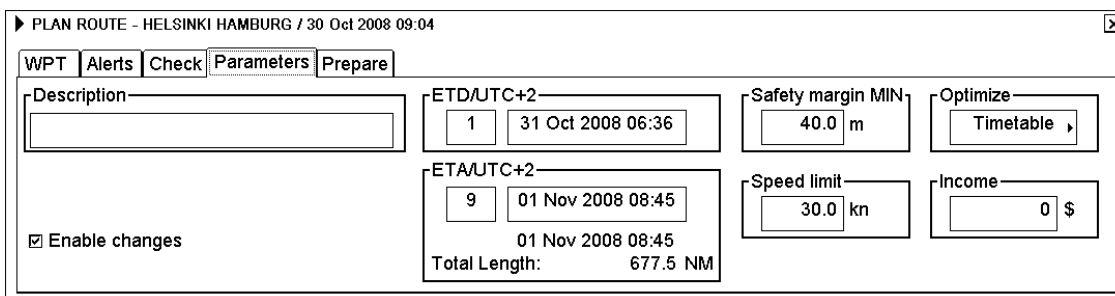 PLAN ROUTE - HELSINKI HAMBURG / 30 Oct 2008 09:04
WPT Alerts Check Parameters Prepare
Description
ETD/UTC+2
1 31 Oct 2008 06:36
Safety margin MIN
40.0 m
Optimize
Timetable
ETA/UTC+2
9 01 Nov 2008 08:45
01 Nov 2008 08:45
Total Length: 677.5 NM
Speed limit
30.0 kn
Income
0 $
Enable changes